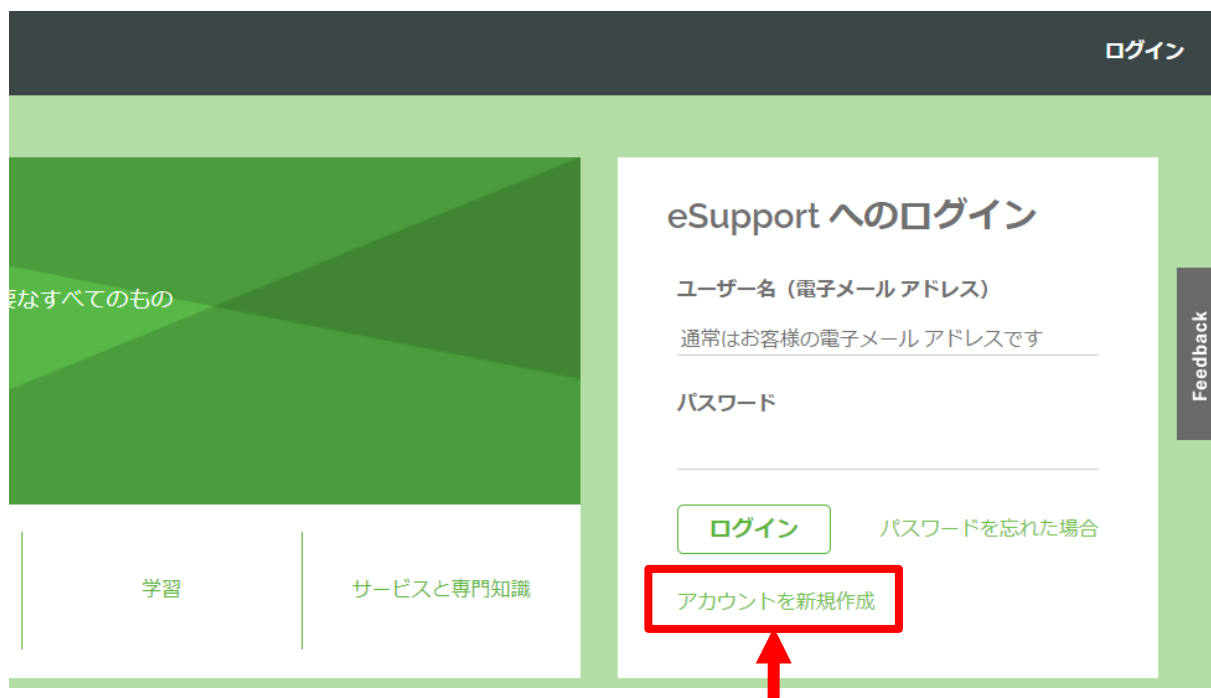 ログイン
なすべてのもの
学習
サービスと専門知識
eSupport へのログイン
ユーザー名（電子メール アドレス）
通常はお客様の電子メール アドレスです
パスワード
ログイン
パスワードを忘れた場合
アカウントを新規作成
Feedback